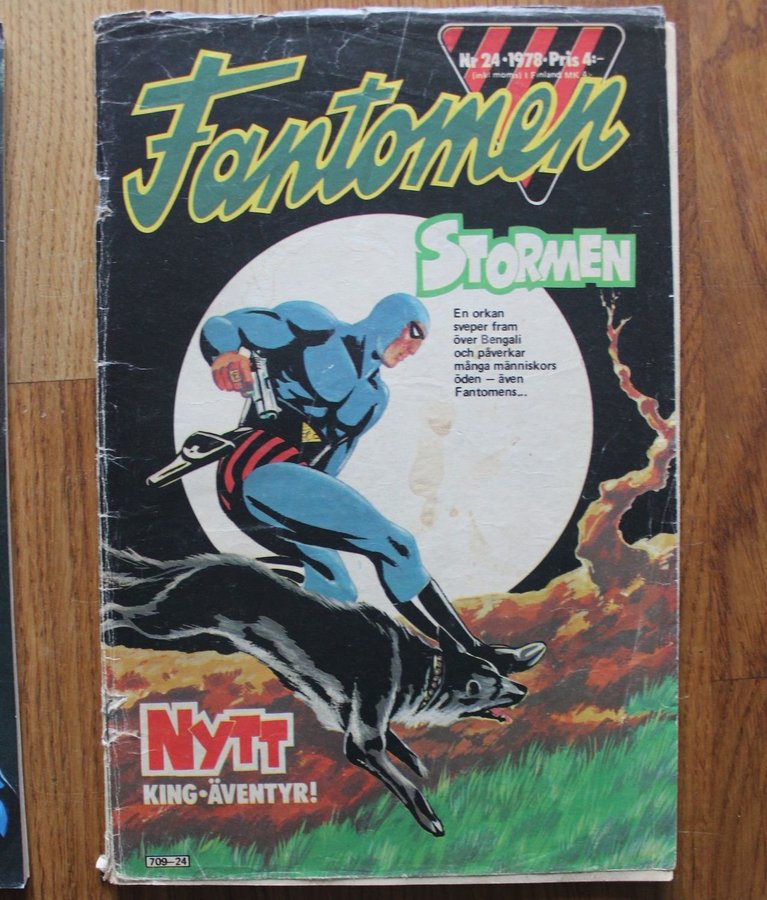 Nr 24•1978•Pris 4:-
(inkl moms) I Finland MK 4:-
Fantomen
STORMEN
En orkan
sveper fram
över Bengali
och påverkar
många människors
öden – även
Fantomens...
NYTT
KING•ÄVENTYR!
709–24